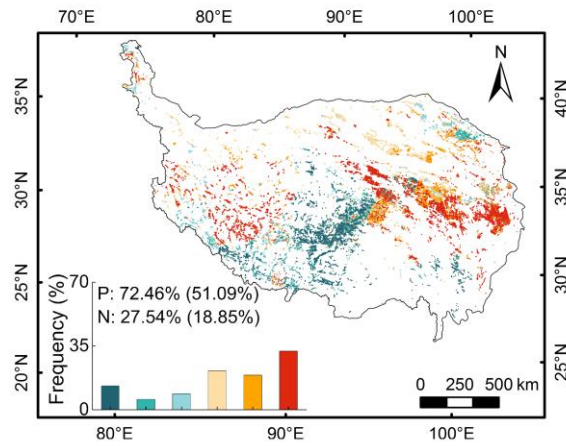 70°E 80°E 90°E 100°E
N
35°N 40°N
30°N 35°N
25°N 30°N
20°N 25°N
70
35
0
Frequency (%)
P: 72.46% (51.09%)
N: 27.54% (18.85%)
0 250 500 km
80°E 90°E 100°E